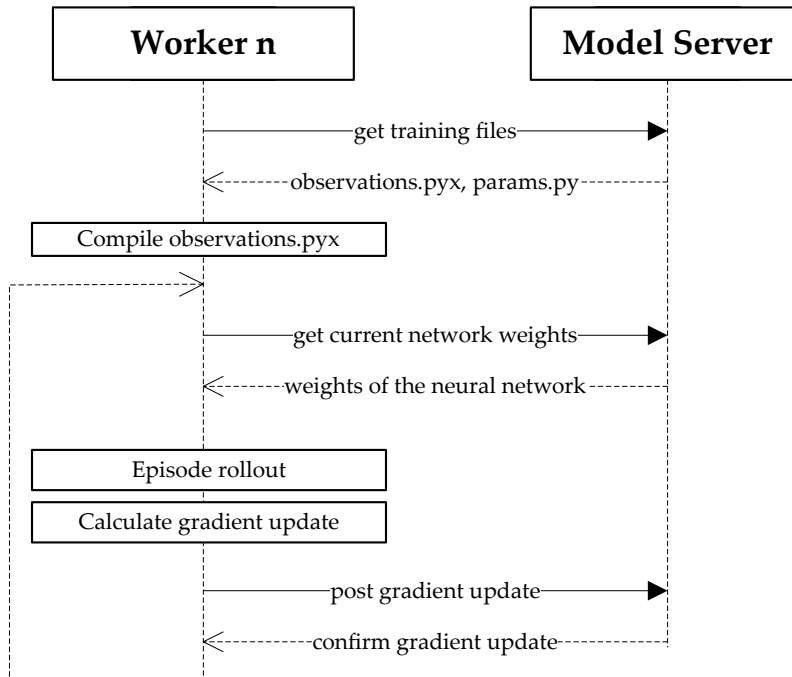 Worker n
Model Server
get training files
observations.pyx, params.py
Compile observations.pyx
get current network weights
weights of the neural network
Episode rollout
Calculate gradient update
post gradient update
confirm gradient update